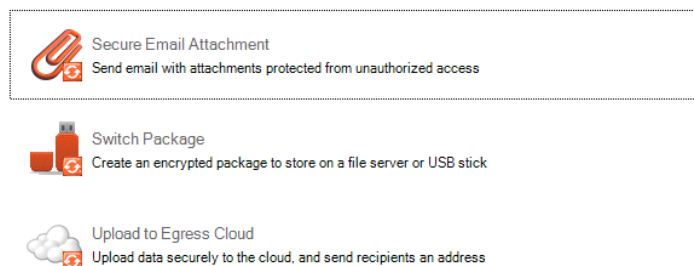 Secure Email Attachment
Send email with attachments protected from unauthorized access
Switch Package
Create an encrypted package to store on a file server or USB stick
Upload to Egress Cloud
Upload data securely to the cloud, and send recipients an address